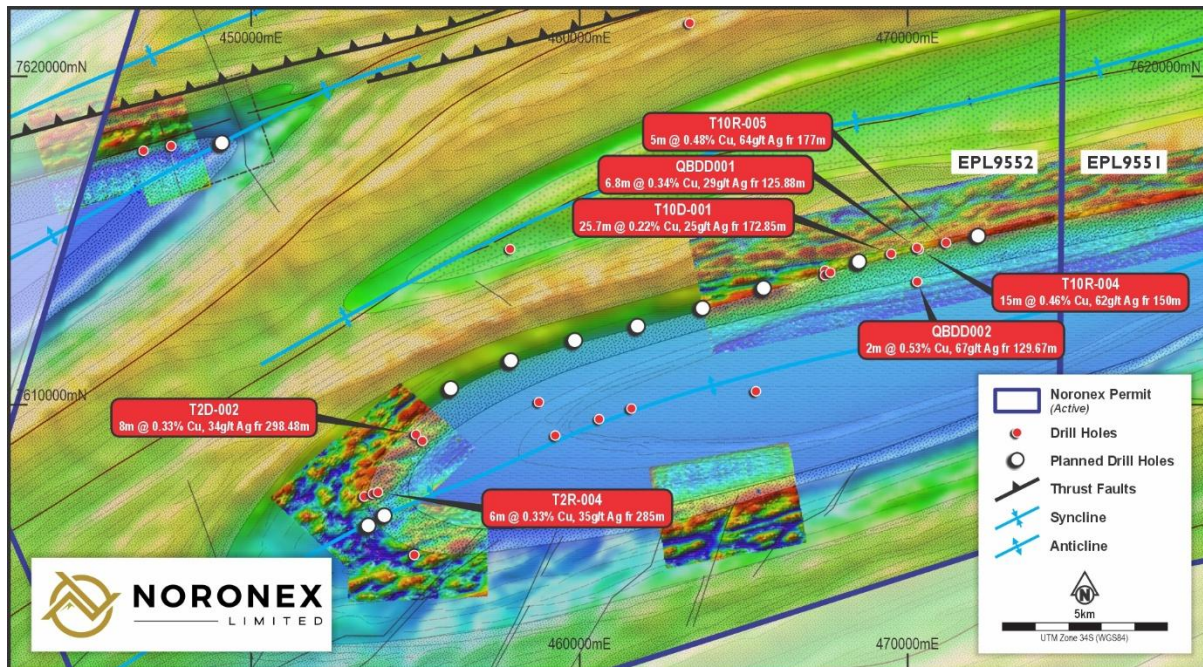 450000mE
460000mE
470000mE
7620000mN
7620000mN
T10R-005
5m @ 0.48% Cu, 64g/t Ag fr 177m
QBDD001
6.8m @ 0.34% Cu, 29g/t Ag fr 125.88m
EPL9552
EPL9551
T10D-001
25.7m @ 0.22% Cu, 25g/t Ag fr 172.85m
T10R-004
15m @ 0.46% Cu, 62g/t Ag fr 150m
QBDD002
2m @ 0.53% Cu, 67g/t Ag fr 129.67m
7610000mN
7610000mN
T2D-002
8m @ 0.33% Cu, 34g/t Ag fr 298.48m
T2R-004
6m @ 0.33% Cu, 35g/t Ag fr 285m
Noronex Permit
(Active)
Drill Holes
Planned Drill Holes
Thrust Faults
Syncline
Anticline
N
5km
UTM Zone 34S (WGS84)
NORONEX
LIMITED
460000mE
470000mE